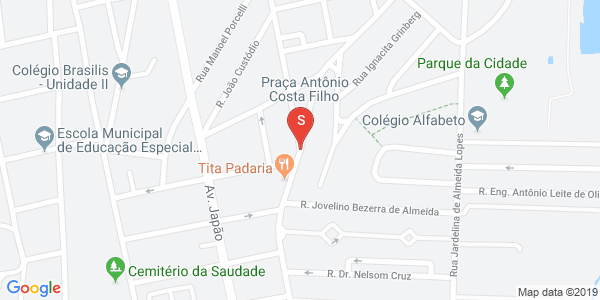 Rua Manoel Porcelli
R. João Custódio
Rua Ignacita Grinberg
Colégio Brasilis
- Unidade II
Praça Antônio
Costa Filho
Parque da Cidade
Colégio Alfabeto
Escola Municipal
de Educação Especial...
S
Tita Padaria
Av. Japão
Rua Jardelina de Almeida Lopes
R. Eng. Antônio Leite de Oli
R. Jovelino Bezerra de Almeida
Cemitério da Saudade
R. Dr. Nelsom Cruz
Google
Map data ©2019